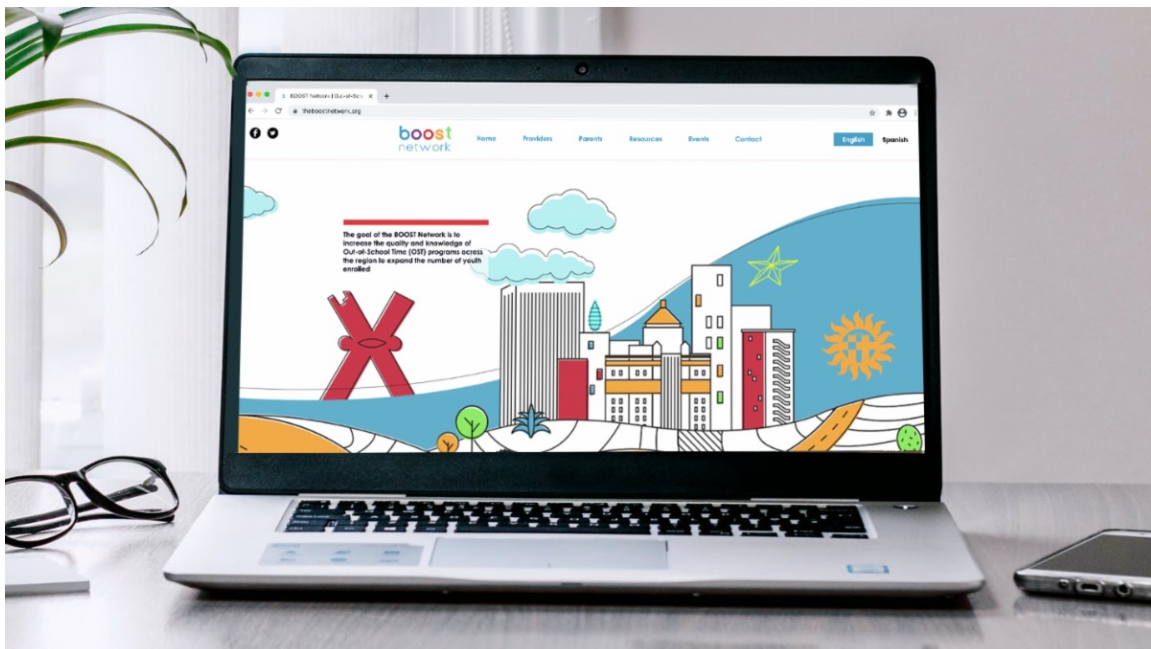 BOOST Network | Out-of-Sch
theboostnetwork.org
boost
network
Home Providers Parents Resources Events Contact
English Spanish
The goal of the BOOST Network is to
increase the quality and knowledge of
Out-of-School Time (OST) programs across
the region to expand the number of youth
enrolled